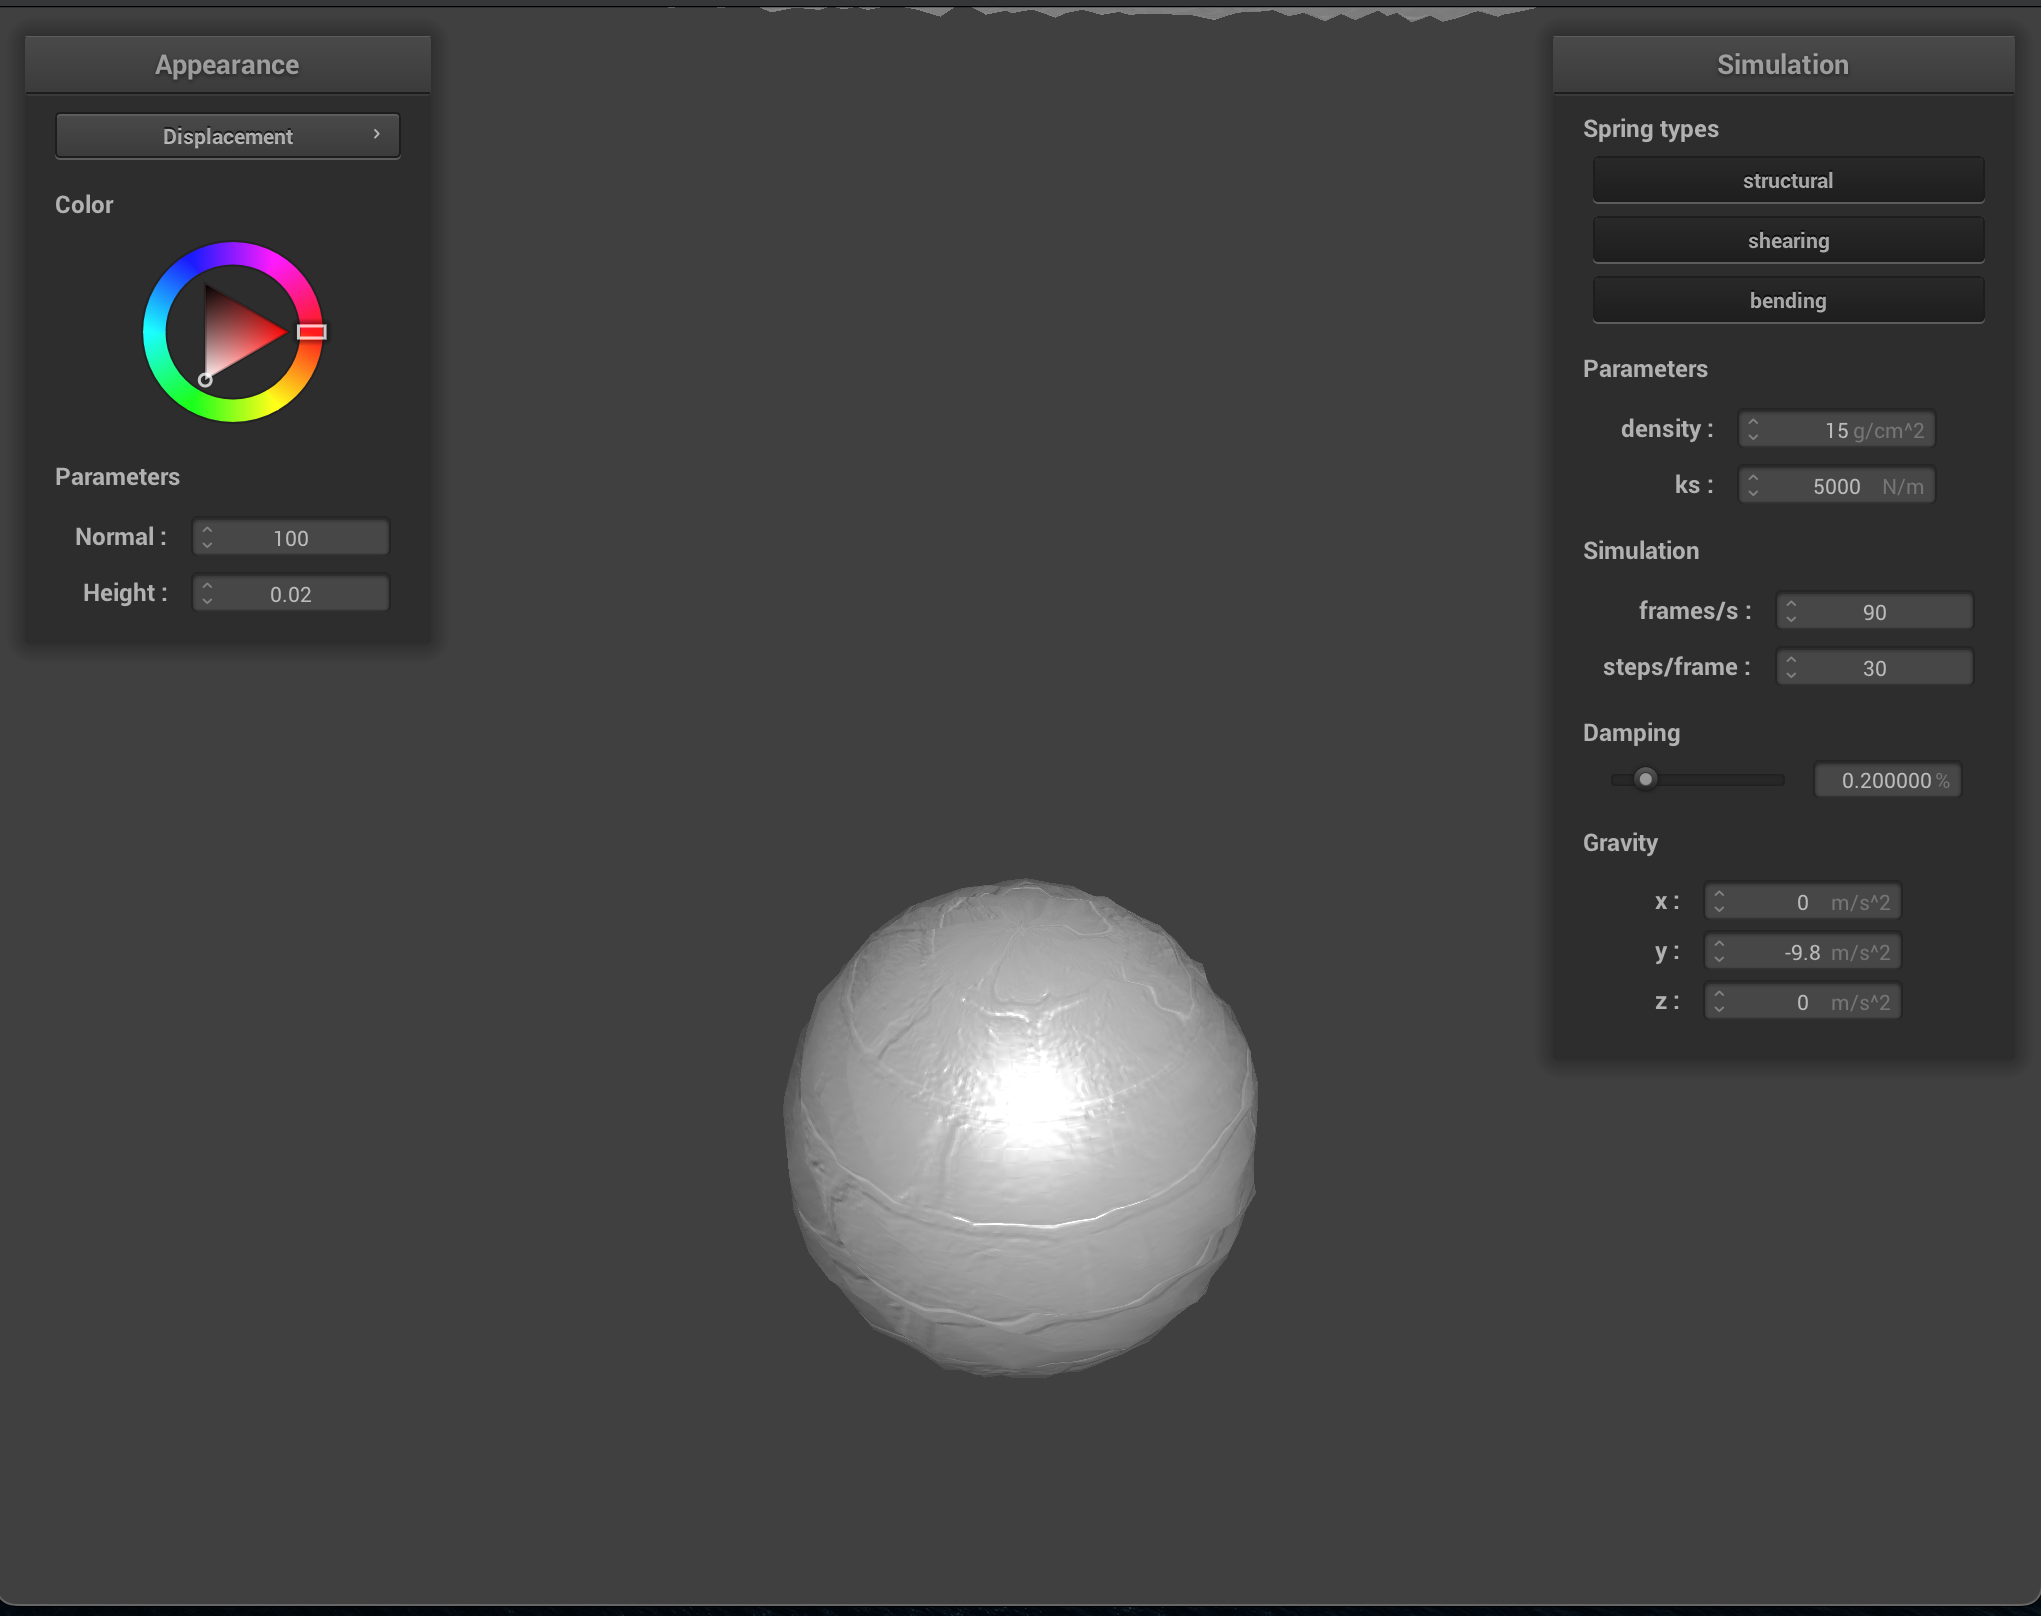 Appearance
Displacement
Color
Parameters
Normal : 100
Height : 0.02
Simulation
Spring types
structural
shearing
bending
Parameters
density : 15 g/cm^2
ks : 5000 N/m
Simulation
frames/s : 90
steps/frame : 30
Damping
0.200000 %
Gravity
x : 0 m/s^2
y : -9.8 m/s^2
z : 0 m/s^2